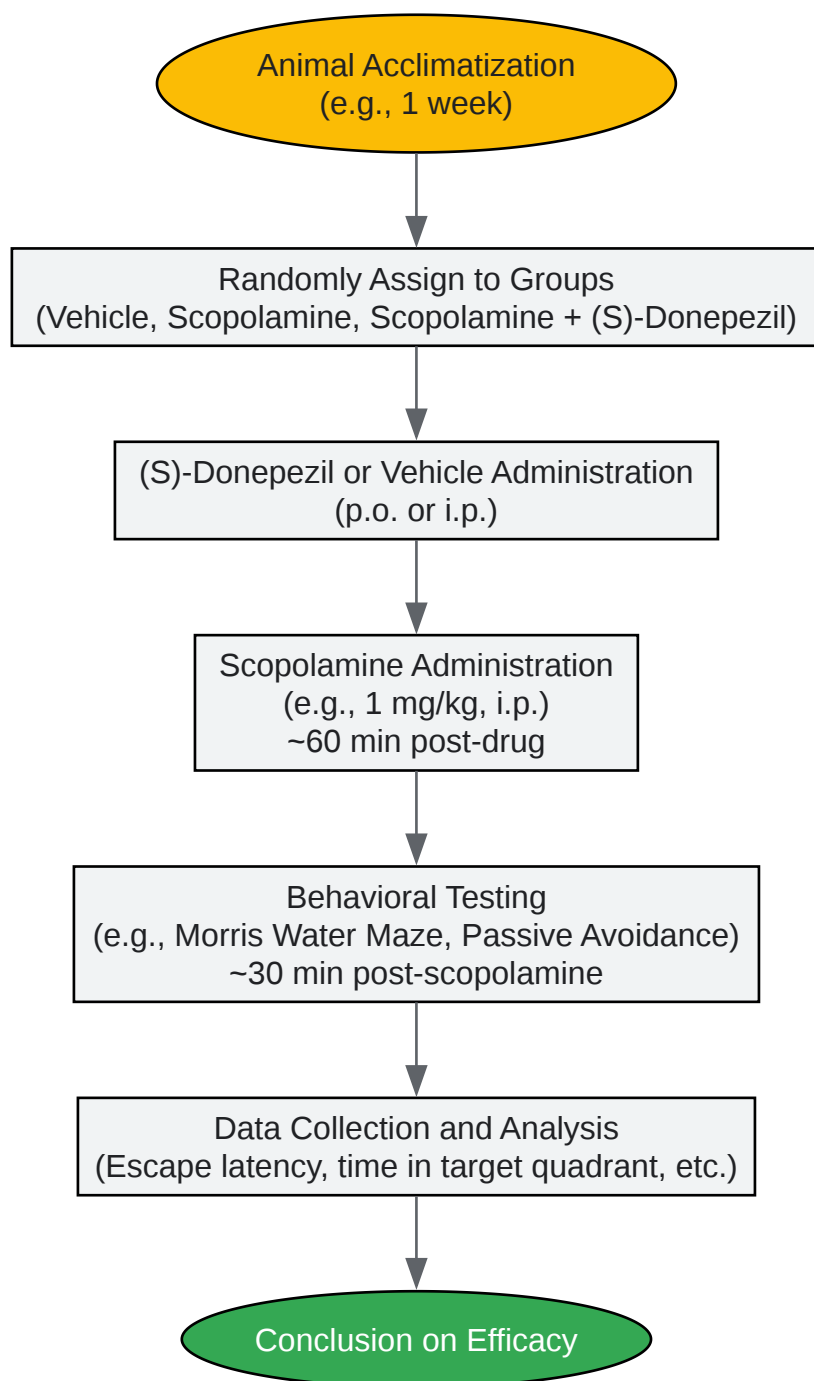 Animal Acclimatization
(e.g., 1 week)
Randomly Assign to Groups
(Vehicle, Scopolamine, Scopolamine + (S)-Donepezil)
(S)-Donepezil or Vehicle Administration
(p.o. or i.p.)
Scopolamine Administration
(e.g., 1 mg/kg, i.p.)
~60 min post-drug
Behavioral Testing
(e.g., Morris Water Maze, Passive Avoidance)
~30 min post-scopolamine
Data Collection and Analysis
(Escape latency, time in target quadrant, etc.)
Conclusion on Efficacy